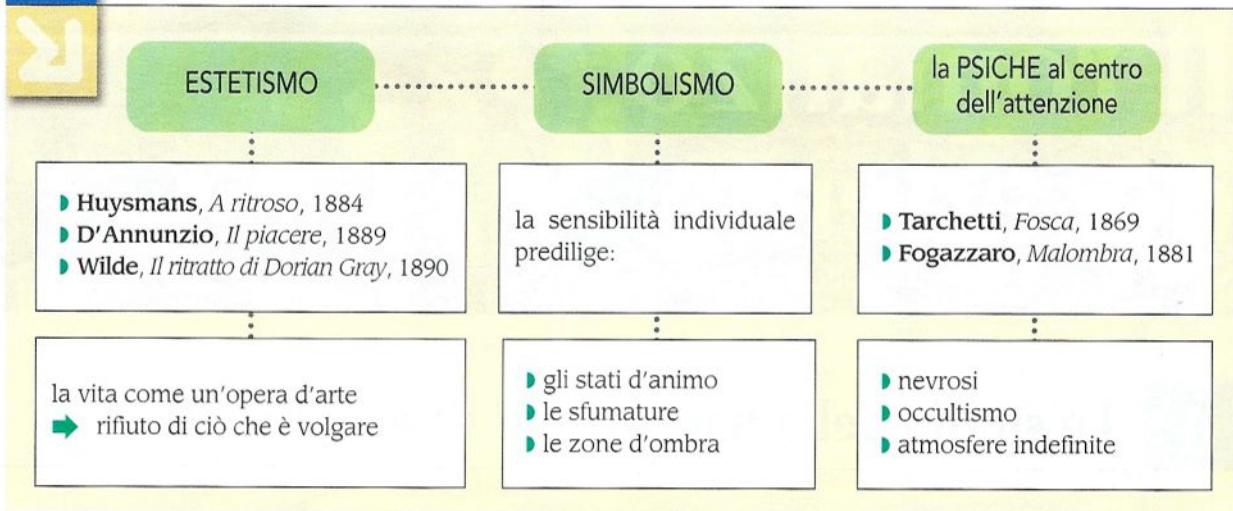 ESTETISMO
SIMBOLISMO
la PSICHE al centro
dell'attenzione
Huysmans, A ritroso, 1884
D'Annunzio, Il piacere, 1889
Wilde, Il ritratto di Dorian Gray, 1890
la sensibilità individuale
predilige:
Tarchetti, Fosca, 1869
Fogazzaro, Malombra, 1881
la vita come un'opera d'arte
➡ rifiuto di ciò che è volgare
gli stati d'animo
le sfumature
le zone d'ombra
nevrosi
occultismo
atmosfere indefinite